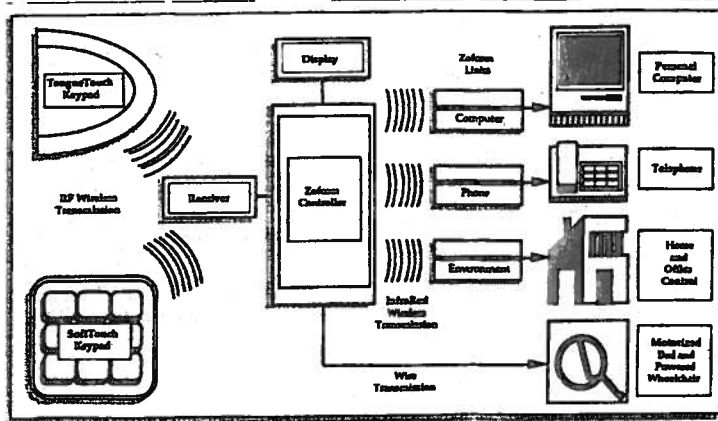 TongueTouch
Keypad
RF Wireless
Transmission
SoftTouch
Keypad
Receiver
Display
Zofcom
Controller
Zofcom
Links
Computer
Phone
Environment
InfraRed
Wireless
Transmission
Wire
Transmission
Personal
Computer
Telephone
Home
and
Office
Control
Motorized
Bed and
Powered
Wheelchair